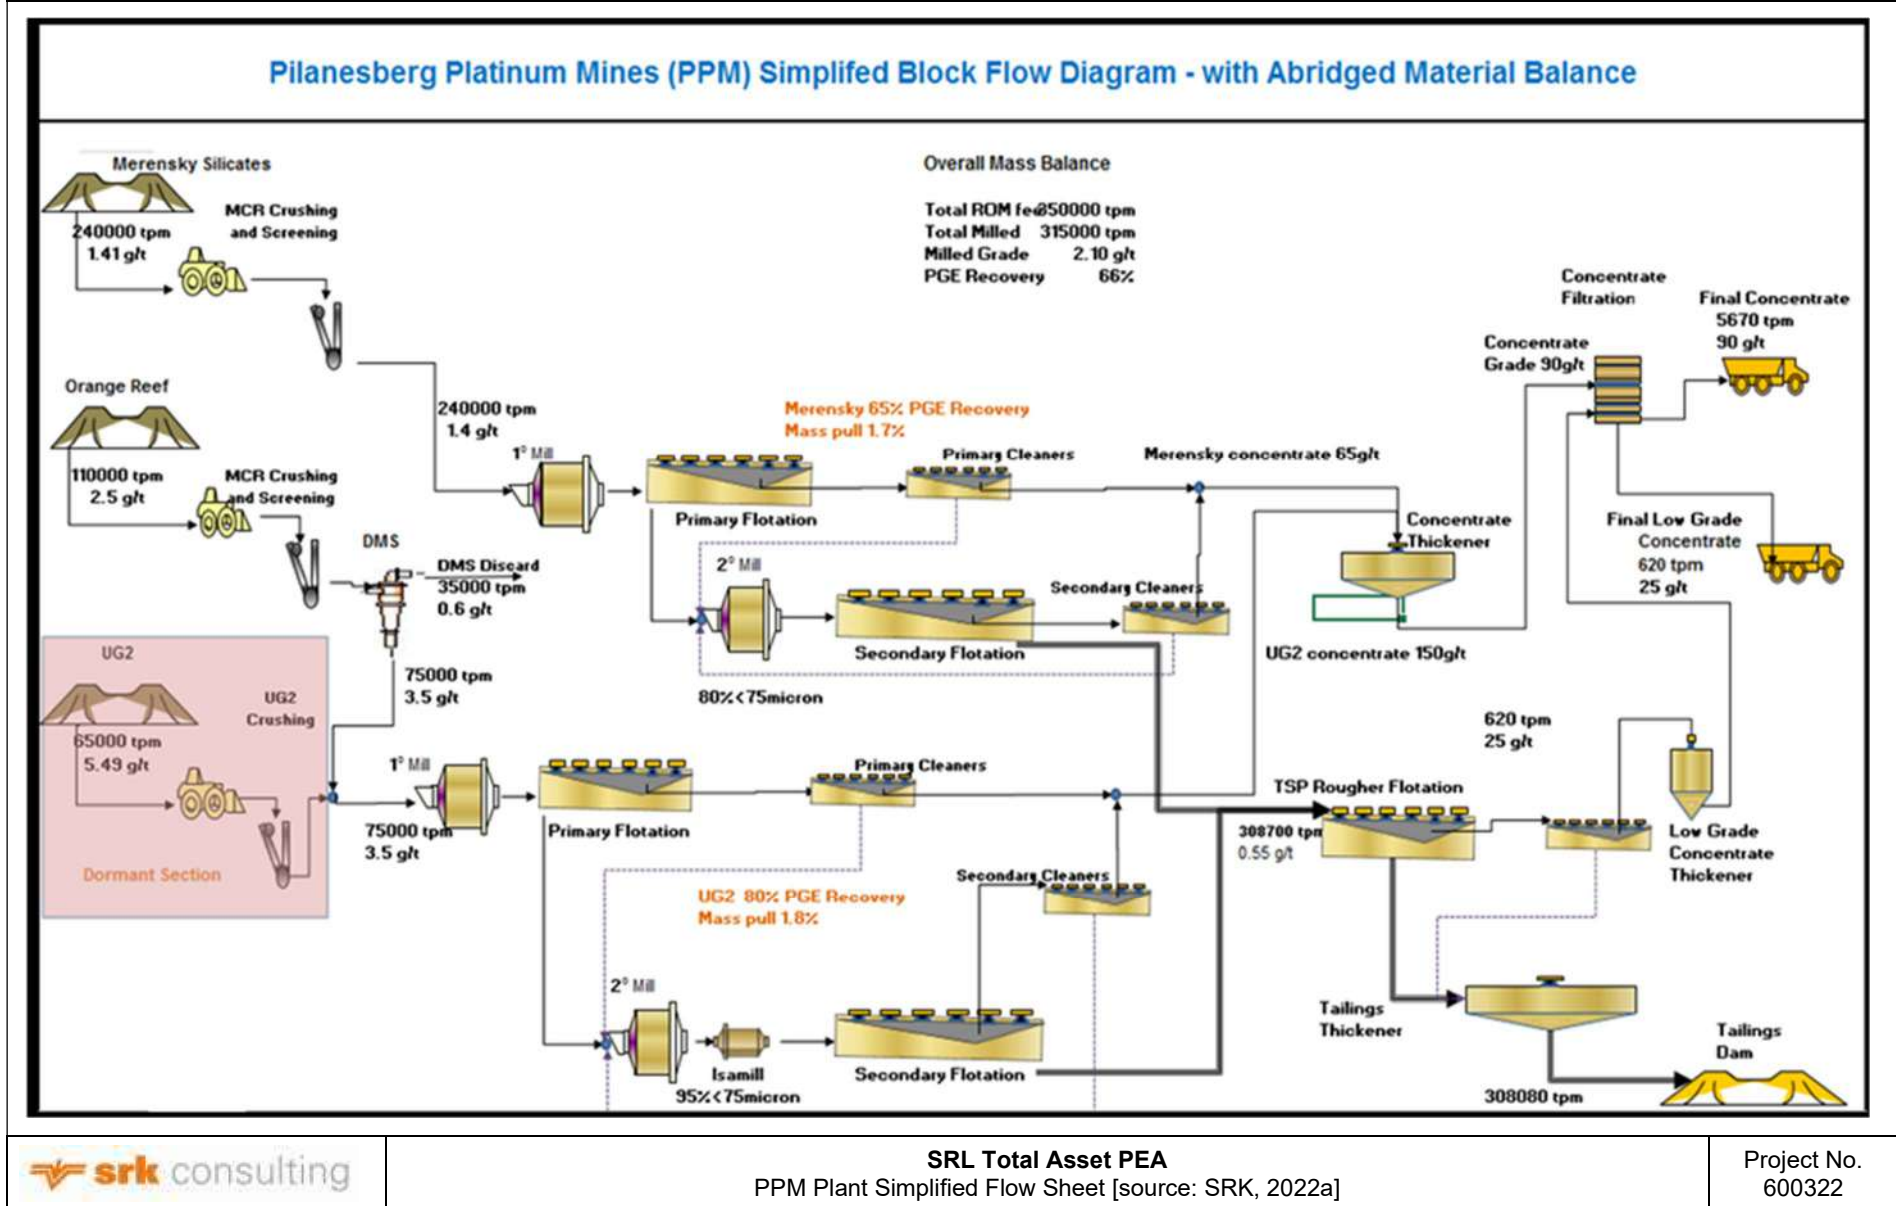 Pilanesberg Platinum Mines (PPM) Simplifed Block Flow Diagram - with Abridged Material Balance
Merensky Silicates
240000 tpm
1.41 g/t
MCR Crushing
and Screening
Overall Mass Balance
Total ROM fee 350000 tpm
Total Milled 315000 tpm
Milled Grade 2.10 g/t
PGE Recovery 66%
Concentrate
Filtration
Final Concentrate
5670 tpm
90 g/t
Concentrate
Grade 90g/t
Orange Reef
110000 tpm
2.5 g/t
MCR Crushing
and Screening
240000 tpm
1.4 g/t
1° Mill
Merensky 65% PGE Recovery
Mass pull 1.7%
Primary Flotation
Primary Cleaners
Merensky concentrate 65g/t
Concentrate
Thickener
Final Low Grade
Concentrate
620 tpm
25 g/t
DMS
DMS Discard
35000 tpm
0.6 g/t
2° Mill
Secondary Cleaners
Secondary Flotation
80%<75micron
UG2 concentrate 150g/t
75000 tpm
3.5 g/t
UG2
65000 tpm
5.49 g/t
UG2
Crushing
Dormant Section
1° Mill
75000 tpm
3.5 g/t
Primary Flotation
Primary Cleaners
620 tpm
25 g/t
TSP Rougher Flotation
308700 tpm
0.55 g/t
Low Grade
Concentrate
Thickener
UG2 80% PGE Recovery
Mass pull 1.8%
Secondary Cleaners
2° Mill
Isamill
95%<75micron
Secondary Flotation
Tailings
Thickener
Tailings
Dam
308080 tpm
srk consulting
SRL Total Asset PEA
PPM Plant Simplified Flow Sheet [source: SRK, 2022a]
Project No.
600322